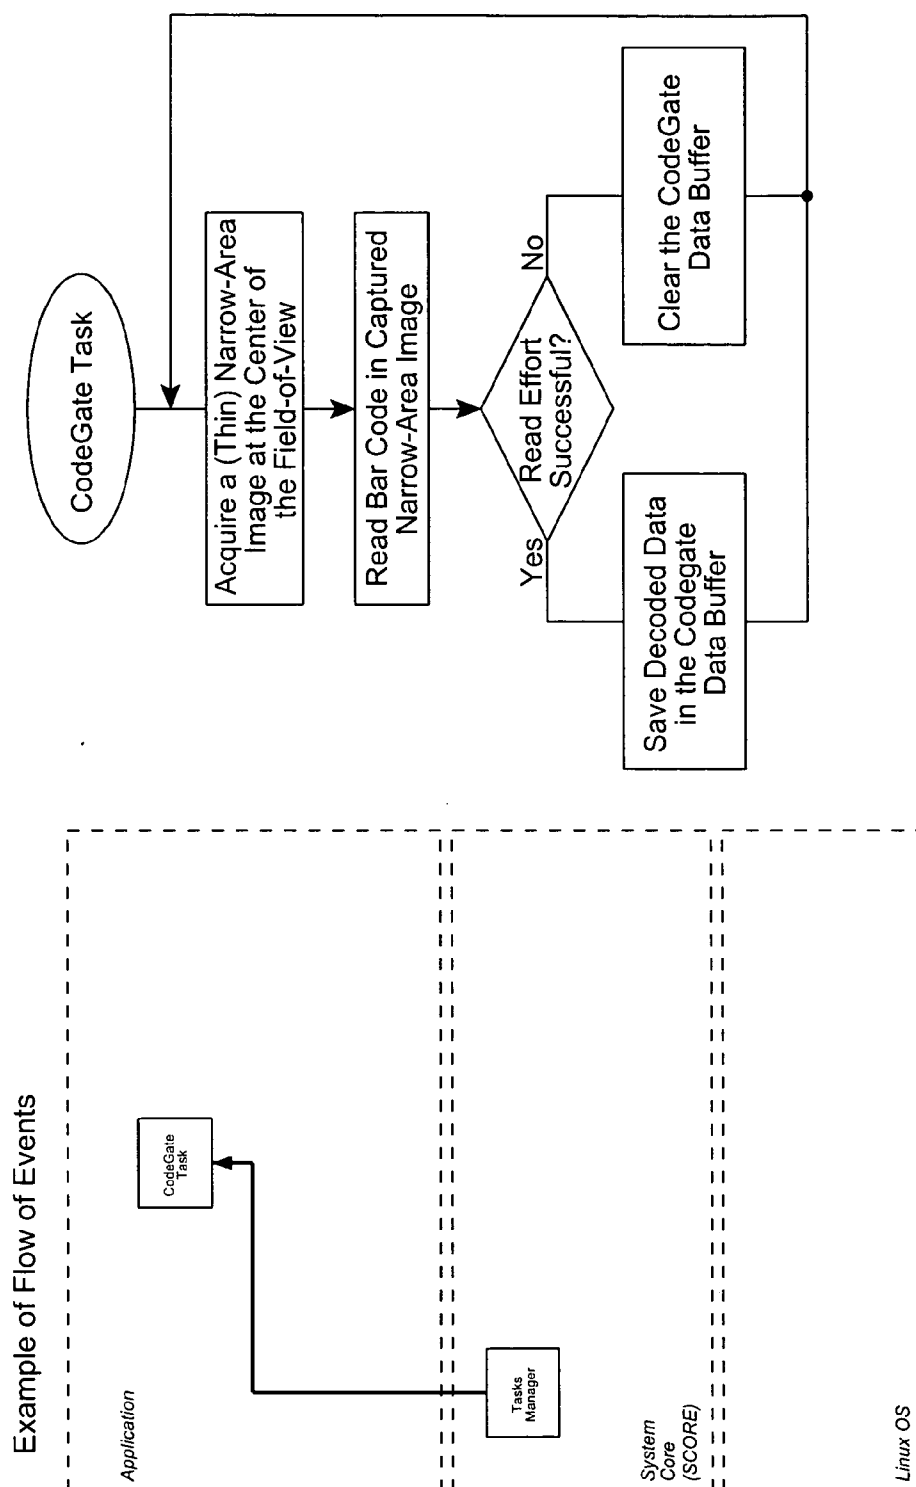 Example of Flow of Events
Application
CodeGate
Task
Tasks
Manager
System
Core
(SCORE)
Linux OS
CodeGate Task
Acquire a (Thin) Narrow-Area
Image at the Center of
the Field-of-View
Read Bar Code in Captured
Narrow-Area Image
Read Effort
Successful?
Yes
No
Save Decoded Data
in the Codegate
Data Buffer
Clear the CodeGate
Data Buffer